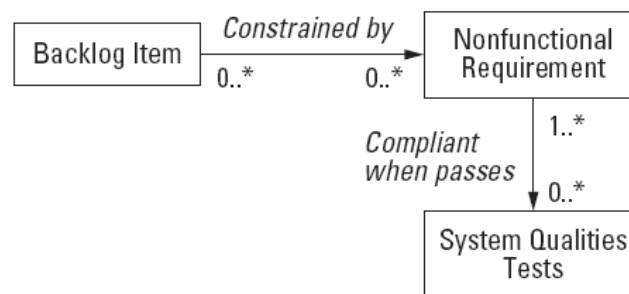 Constrained by
Backlog Item
Nonfunctional
Requirement
0..*
0..*
1..*
Compliant
when passes
0..*
System Qualities
Tests